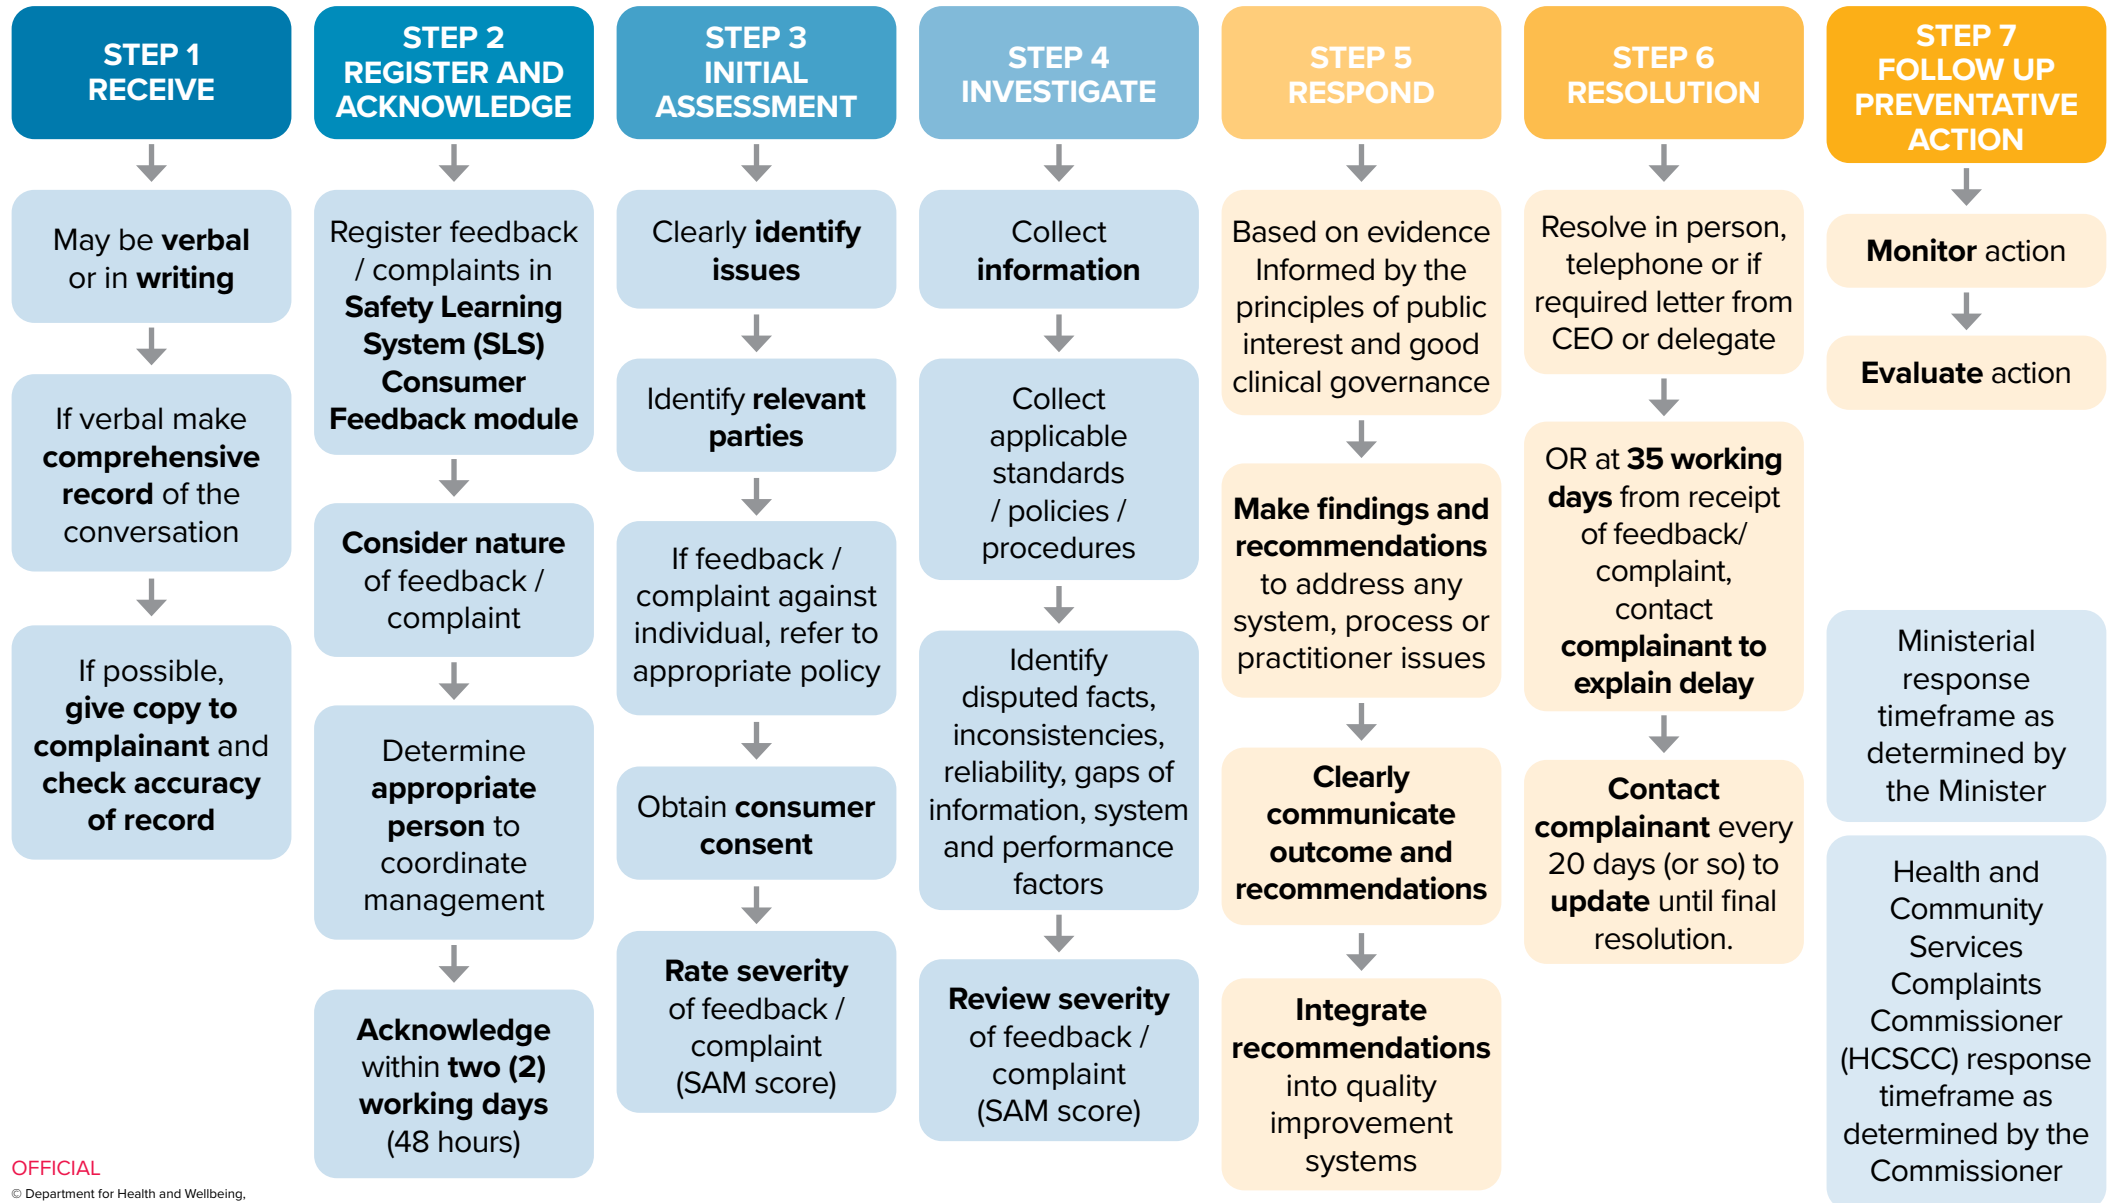 STEP 1
RECEIVE
May be verbal
or in writing
If verbal make
comprehensive
record of the
conversation
If possible,
give copy to
complainant and
check accuracy
of record
STEP 2
REGISTER AND
ACKNOWLEDGE
Register feedback
/ complaints in
Safety Learning
System (SLS)
Consumer
Feedback module
Consider nature
of feedback /
complaint
Determine
appropriate
person to
coordinate
management
Acknowledge
within two (2)
working days
(48 hours)
STEP 3
INITIAL
ASSESSMENT
Clearly identify
issues
Identify relevant
parties
If feedback /
complaint against
individual, refer to
appropriate policy
Obtain consumer
consent
Rate severity
of feedback /
complaint
(SAM score)
STEP 4
INVESTIGATE
Collect
information
Collect
applicable
standards
/ policies /
procedures
Identify
disputed facts,
inconsistencies,
reliability, gaps of
information, system
and performance
factors
Review severity
of feedback /
complaint
(SAM score)
STEP 5
RESPOND
Based on evidence
Informed by the
principles of public
interest and good
clinical governance
Make findings and
recommendations
to address any
system, process or
practitioner issues
Clearly
communicate
outcome and
recommendations
Integrate
recommendations
into quality
improvement
systems
STEP 6
RESOLUTION
Resolve in person,
telephone or if
required letter from
CEO or delegate
OR at 35 working
days from receipt
of feedback/
complaint,
contact
complainant to
explain delay
Contact
complainant every
20 days (or so) to
update until final
resolution.
STEP 7
FOLLOW UP
PREVENTATIVE
ACTION
Monitor action
Evaluate action
Ministerial
response
timeframe as
determined by
the Minister
Health and
Community
Services
Complaints
Commissioner
(HCSCC) response
timeframe as
determined by the
Commissioner
OFFICIAL
© Department for Health and Wellbeing,